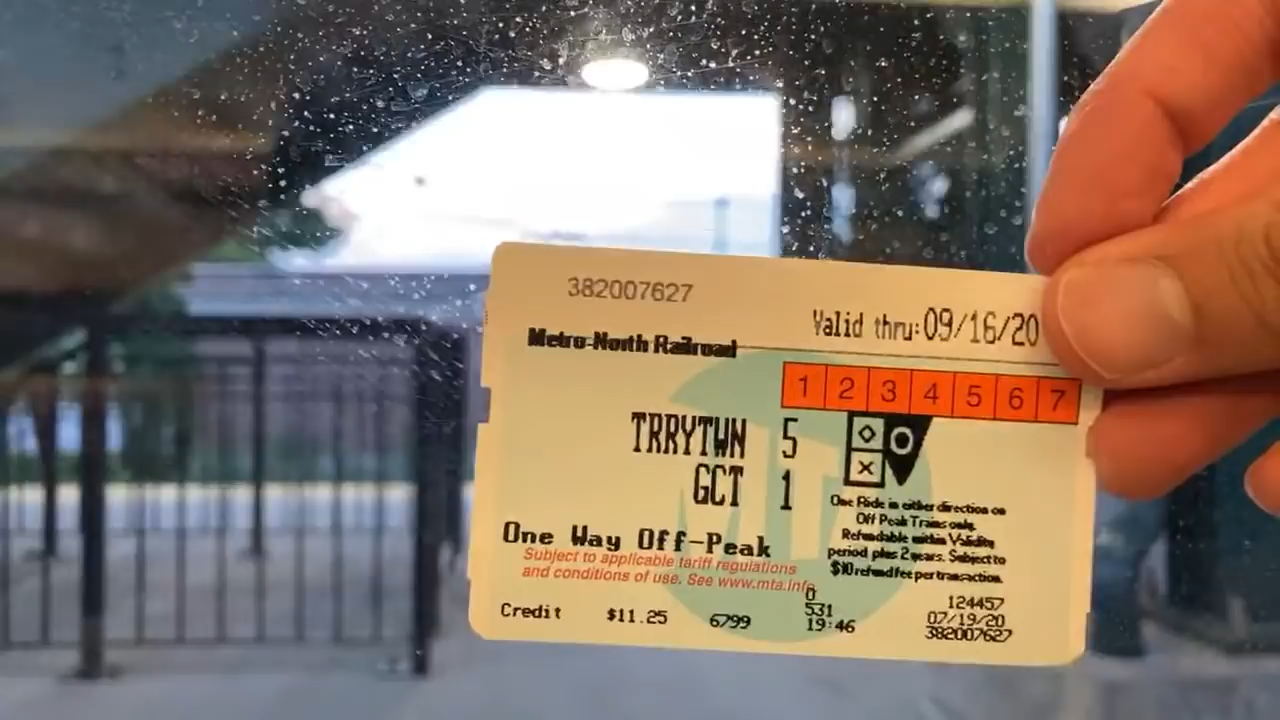 382007627
Valid thru: 09/16/20
Metro-North Railroad
1 2 3 4 5 6 7
TRRYTWN 5
GCT 1
One Ride in either direction on
Off Peak Trains only.
Refundable within Validity
period plus 2 years. Subject to
$10 refund fee per transaction.
One Way Off-Peak
Subject to applicable tariff regulations
and conditions of use. See www.mta.info
Credit $11.25 6799
0
531
19:46
124457
07/19/20
382007627